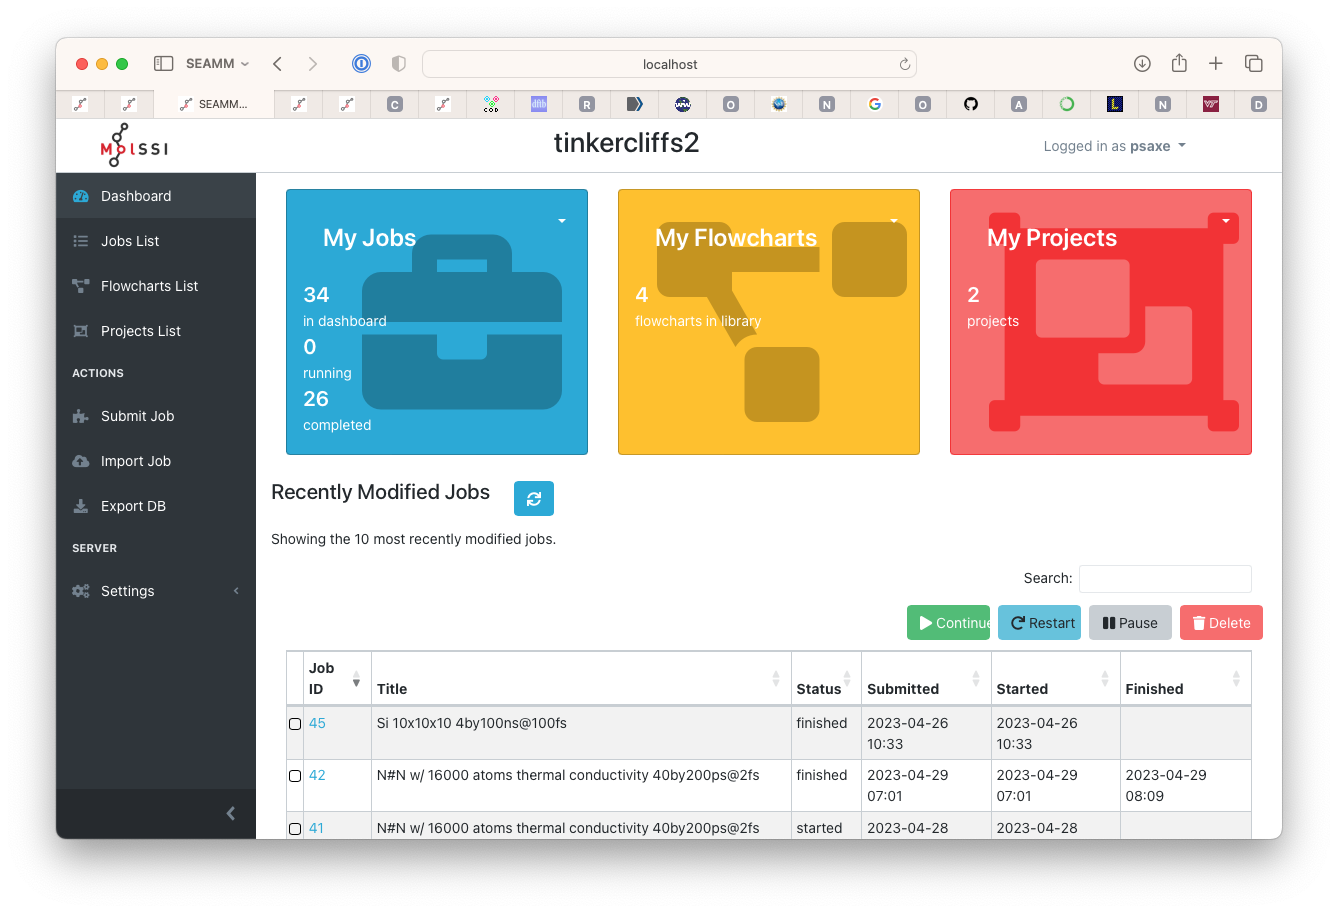 SEAMM
localhost
SEAMM...
C
COD
dftb
R
O
N
G
O
A
L
N
D
MolSSI
tinkercliffs2
Logged in as psaxe
Dashboard
Jobs List
Flowcharts List
Projects List
ACTIONS
Submit Job
Import Job
Export DB
SERVER
Settings
My Jobs
34
in dashboard
0
running
26
completed
My Flowcharts
4
flowcharts in library
My Projects
2
projects
Recently Modified Jobs
Showing the 10 most recently modified jobs.
Search:
Continue
Restart
Pause
Delete
Job
ID Title Status Submitted Started Finished
45 Si 10x10x10 4by100ns@100fs finished 2023-04-26 2023-04-26
10:33 10:33
42 N#N w/ 16000 atoms thermal conductivity 40by200ps@2fs finished 2023-04-29 2023-04-29 2023-04-29
07:01 07:01 08:09
41 N#N w/ 16000 atoms thermal conductivity 40by200ps@2fs started 2023-04-28 2023-04-28